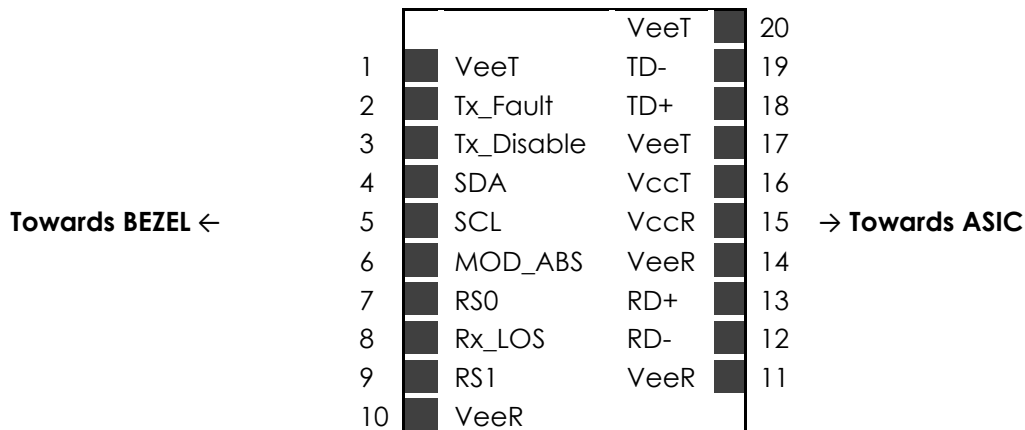 VeeT 20
1 VeeT TD- 19
2 Tx_Fault TD+ 18
3 Tx_Disable VeeT 17
4 SDA VccT 16
Towards BEZEL ← 5 SCL VccR 15 → Towards ASIC
6 MOD_ABS VeeR 14
7 RS0 RD+ 13
8 Rx_LOS RD- 12
9 RS1 VeeR 11
10 VeeR